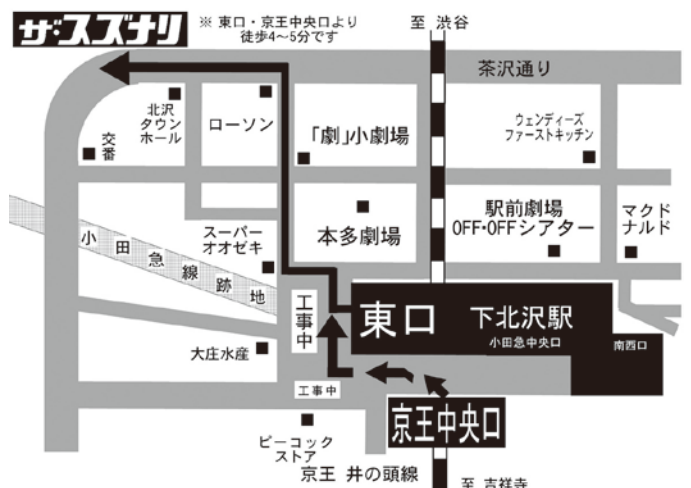 ザ・スズナリ
※ 東口・京王中央口より
徒歩4〜5分です
至 渋谷
茶沢通り
北沢
タウン
ホール
ローソン
「劇」小劇場
ウェンディーズ
ファーストキッチン
交番
スーパー
オオゼキ
本多劇場
駅前劇場
OFF・OFFシアター
マクド
ナルド
小田急線跡地
工事中
東口
下北沢駅
小田急中央口
南西口
大庄水産
工事中
京王中央口
ピーコック
ストア
京王 井の頭線
至 吉祥寺